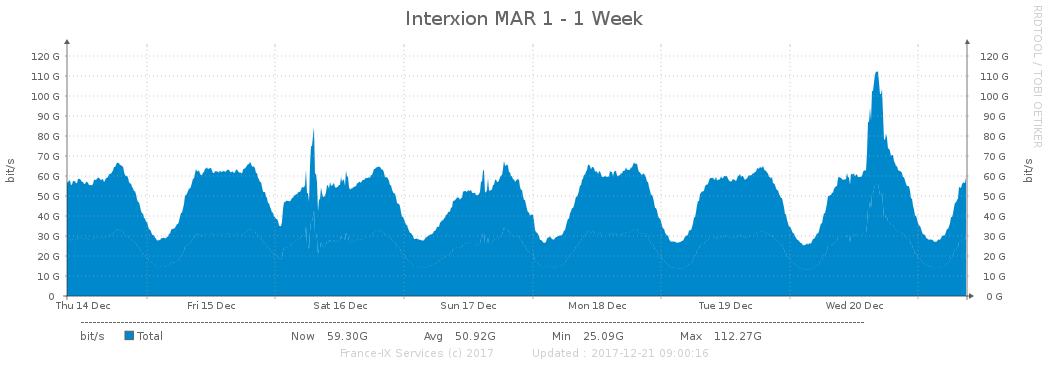 Interxion MAR 1 - 1 Week
RRDTOOL / TOBI OETIKER
bit/s
120 G 120 G
110 G 110 G
100 G 100 G
90 G 90 G
80 G 80 G
70 G 70 G
60 G 60 G
50 G 50 G
40 G 40 G
30 G 30 G
20 G 20 G
10 G 10 G
0 0 G
bit/s
Thu 14 Dec Fri 15 Dec Sat 16 Dec Sun 17 Dec Mon 18 Dec Tue 19 Dec Wed 20 Dec
bit/s Total Now 59.30G Avg 50.92G Min 25.09G Max 112.27G
France-IX Services (c) 2017 Updated : 2017-12-21 09:00:16